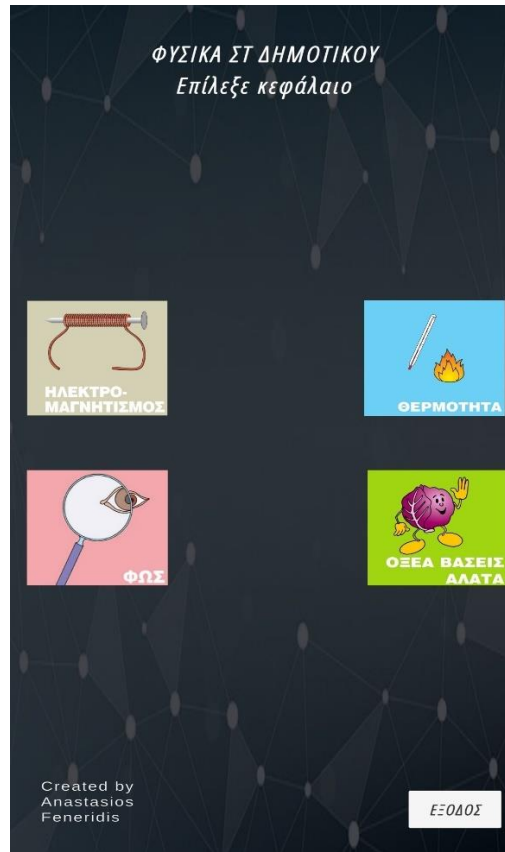 ΦΥΣΙΚΑ ΣΤ ΔΗΜΟΤΙΚΟΥ
Επίλεξε κεφάλαιο
ΗΛΕΚΤΡΟ-
ΜΑΓΝΗΤΙΣΜΟΣ
ΘΕΡΜΟΤΗΤΑ
ΦΩΣ
ΟΞΕΑ ΒΑΣΕΙΣ
ΑΛΑΤΑ
Created by
Anastasios
Feneridis
ΕΞΟΔΟΣ